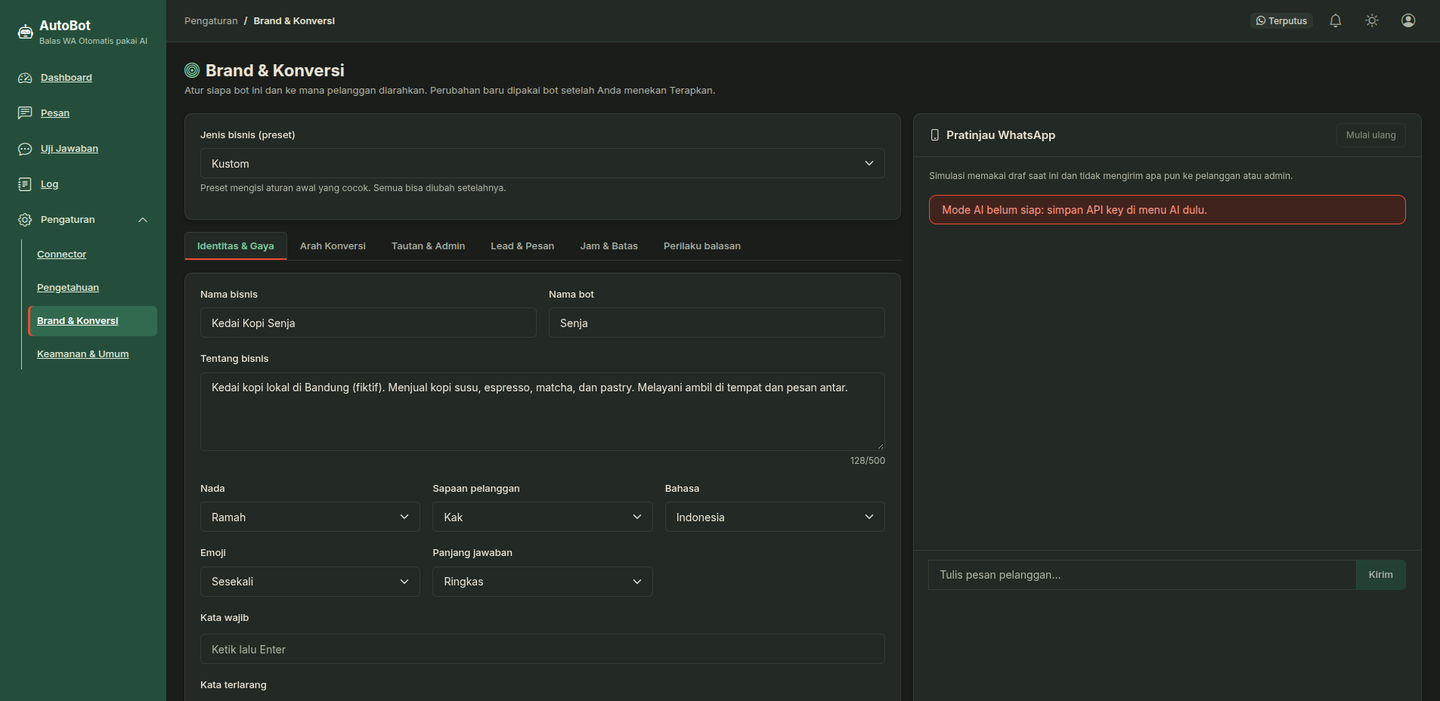 AutoBot
Balas WA Otomatis pakai AI
Dashboard
Pesan
Uji Jawaban
Log
Pengaturan
Connector
Pengetahuan
Brand & Konversi
Keamanan & Umum
Pengaturan / Brand & Konversi
Terputus
Brand & Konversi
Atur siapa bot ini dan ke mana pelanggan diarahkan. Perubahan baru dipakai bot setelah Anda menekan Terapkan.
Jenis bisnis (preset)
Kustom
Preset mengisi aturan awal yang cocok. Semua bisa diubah setelahnya.
Identitas & Gaya Arah Konversi Tautan & Admin Lead & Pesan Jam & Batas Perilaku balasan
Nama bisnis Nama bot
Kedai Kopi Senja Senja
Tentang bisnis
Kedai kopi lokal di Bandung (fiktif). Menjual kopi susu, espresso, matcha, dan pastry. Melayani ambil di tempat dan pesan antar.
128/500
Nada Sapaan pelanggan Bahasa
Ramah Kak Indonesia
Emoji Panjang jawaban
Sesekali Ringkas
Kata wajib
Ketik lalu Enter
Kata terlarang
Pratinjau WhatsApp Mulai ulang
Simulasi memakai draf saat ini dan tidak mengirim apa pun ke pelanggan atau admin.
Mode AI belum siap: simpan API key di menu AI dulu.
Tulis pesan pelanggan... Kirim